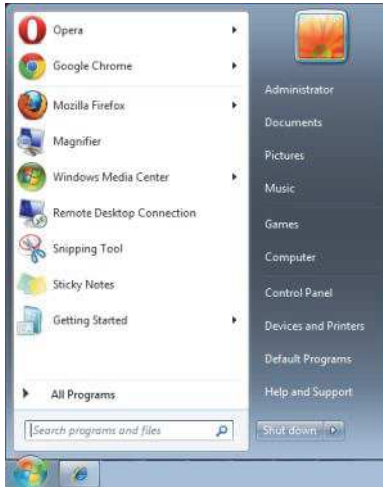 Opera
Google Chrome
Mozilla Firefox
Magnifier
Windows Media Center
Remote Desktop Connection
Snipping Tool
Sticky Notes
Getting Started
All Programs
Search programs and files
Administrator
Documents
Pictures
Music
Games
Computer
Control Panel
Devices and Printers
Default Programs
Help and Support
Shut down